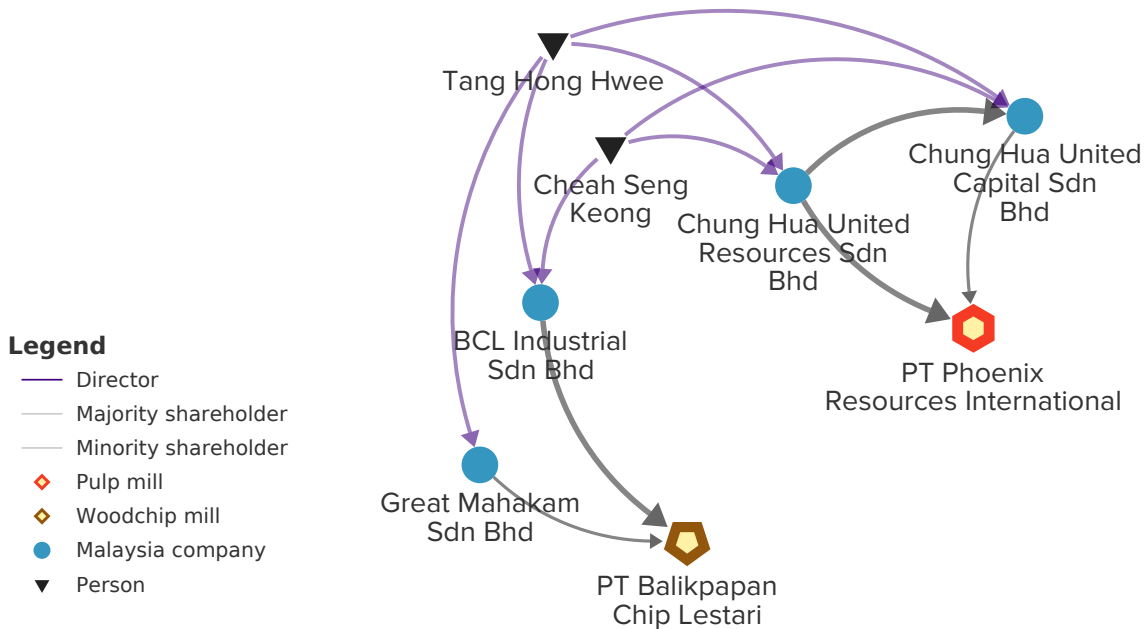 Tang Hong Hwee
Cheah Seng
Keong
Chung Hua United
Capital Sdn
Bhd
Chung Hua United
Resources Sdn
Bhd
BCL Industrial
Sdn Bhd
PT Phoenix
Resources International
Great Mahakam
Sdn Bhd
PT Balikpapan
Chip Lestari
Legend
Director
Majority shareholder
Minority shareholder
Pulp mill
Woodchip mill
Malaysia company
Person